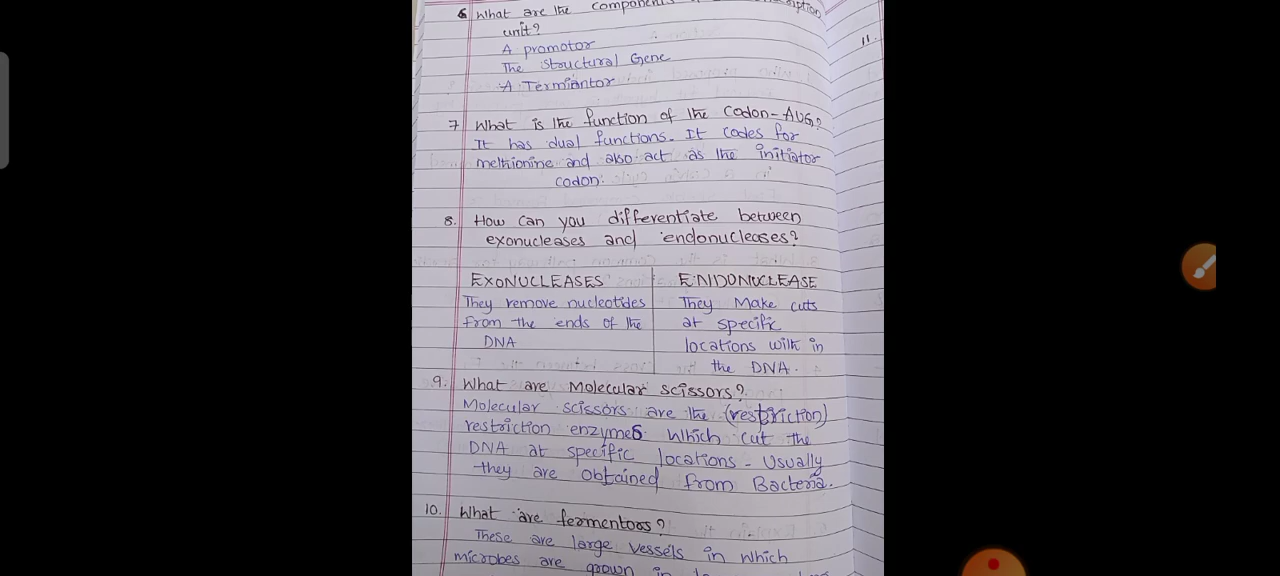 6 What are the components
unit?
A promotor
The Structural Gene
A Termiantor
11.
7 What is the function of the Codon-AUG?
It has dual functions. It codes for
methionine and also act as the initiator
codon.
8. How can you differentiate between
exonucleases and endonucleases?
EXONUCLEASES ENDONUCLEASE
They remove nucleotides They Make cuts
from the ends of the at specific
DNA locations with in
the DNA.
9. What are Molecular scissors?
Molecular scissors are the (restriction)
restriction enzymes which cut the
DNA at specific locations - Usually
they are obtained from Bacteria.
10. What are fermentors?
These are large vessels in which
microbes are grown in